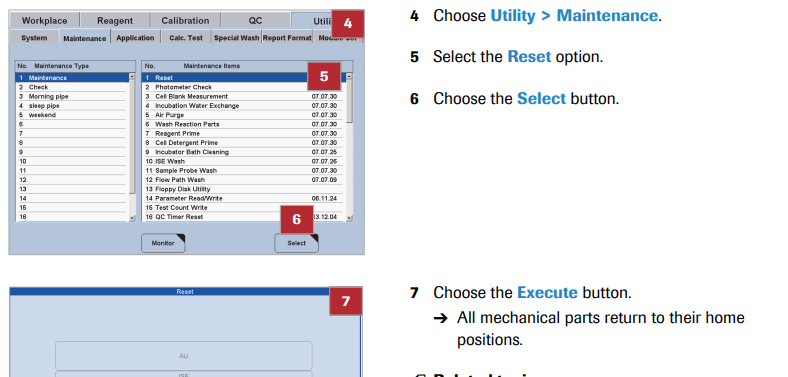 Workplace Reagent Calibration QC Utili 4
System Maintenance Application Calc. Test Special Wash Report Format
No. Maintenance Type
1 Maintenance
2 Check
3 Morning pipe
4 sleep pipe
5 weekend
6
7
8
9
10
11
12
13
14
15
16
No. Maintenance Items
1 Reset
2 Photometer Check
3 Cell Blank Measurement 07.07.30
4 Incubation Water Exchange 07.07.30
5 Air Purge 07.07.30
6 Wash Reaction Parts 07.07.30
7 Reagent Prime 07.07.30
8 Cell Detergent Prime 07.07.30
9 Incubator Bath Cleaning 07.07.25
10 ISE Wash 07.07.26
11 Sample Probe Wash 07.07.30
12 Flow Path Wash 07.07.09
13 Floppy Disk Utility
14 Parameter Read/Write 06.11.24
15 Test Count Write
16 QC Timer Reset 3.12.04
5
6
Monitor Select
4 Choose Utility > Maintenance.
5 Select the Reset option.
6 Choose the Select button.
Reset
7
AU
ISE
7 Choose the Execute button.
→ All mechanical parts return to their home
positions.